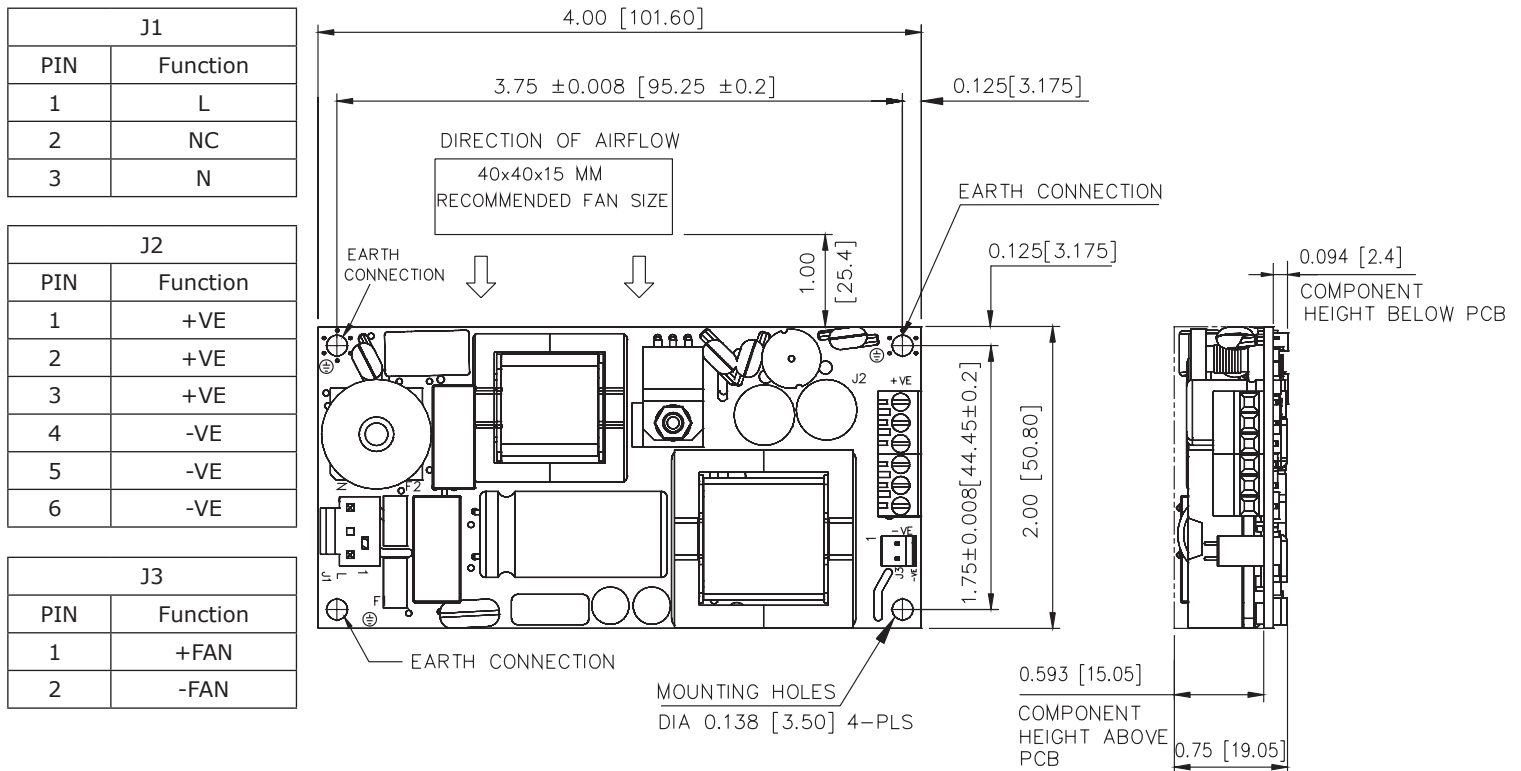 J1
PIN Function
1 L
2 NC
3 N
J2
PIN Function
1 +VE
2 +VE
3 +VE
4 -VE
5 -VE
6 -VE
J3
PIN Function
1 +FAN
2 -FAN
4.00 [101.60]
3.75 ±0.008 [95.25 ±0.2]
0.125[3.175]
DIRECTION OF AIRFLOW
40x40x15 MM
RECOMMENDED FAN SIZE
EARTH CONNECTION
EARTH
CONNECTION
1.00
[25.4]
0.125[3.175]
0.094 [2.4]
COMPONENT
HEIGHT BELOW PCB
J2
+VE
N
F2
1.75±0.008[44.45±0.2]
2.00 [50.80]
-VE
1
J3
-VE
J1
L
1
F
EARTH CONNECTION
MOUNTING HOLES
DIA 0.138 [3.50] 4-PLS
0.593 [15.05]
COMPONENT
HEIGHT ABOVE
PCB
0.75 [19.05]